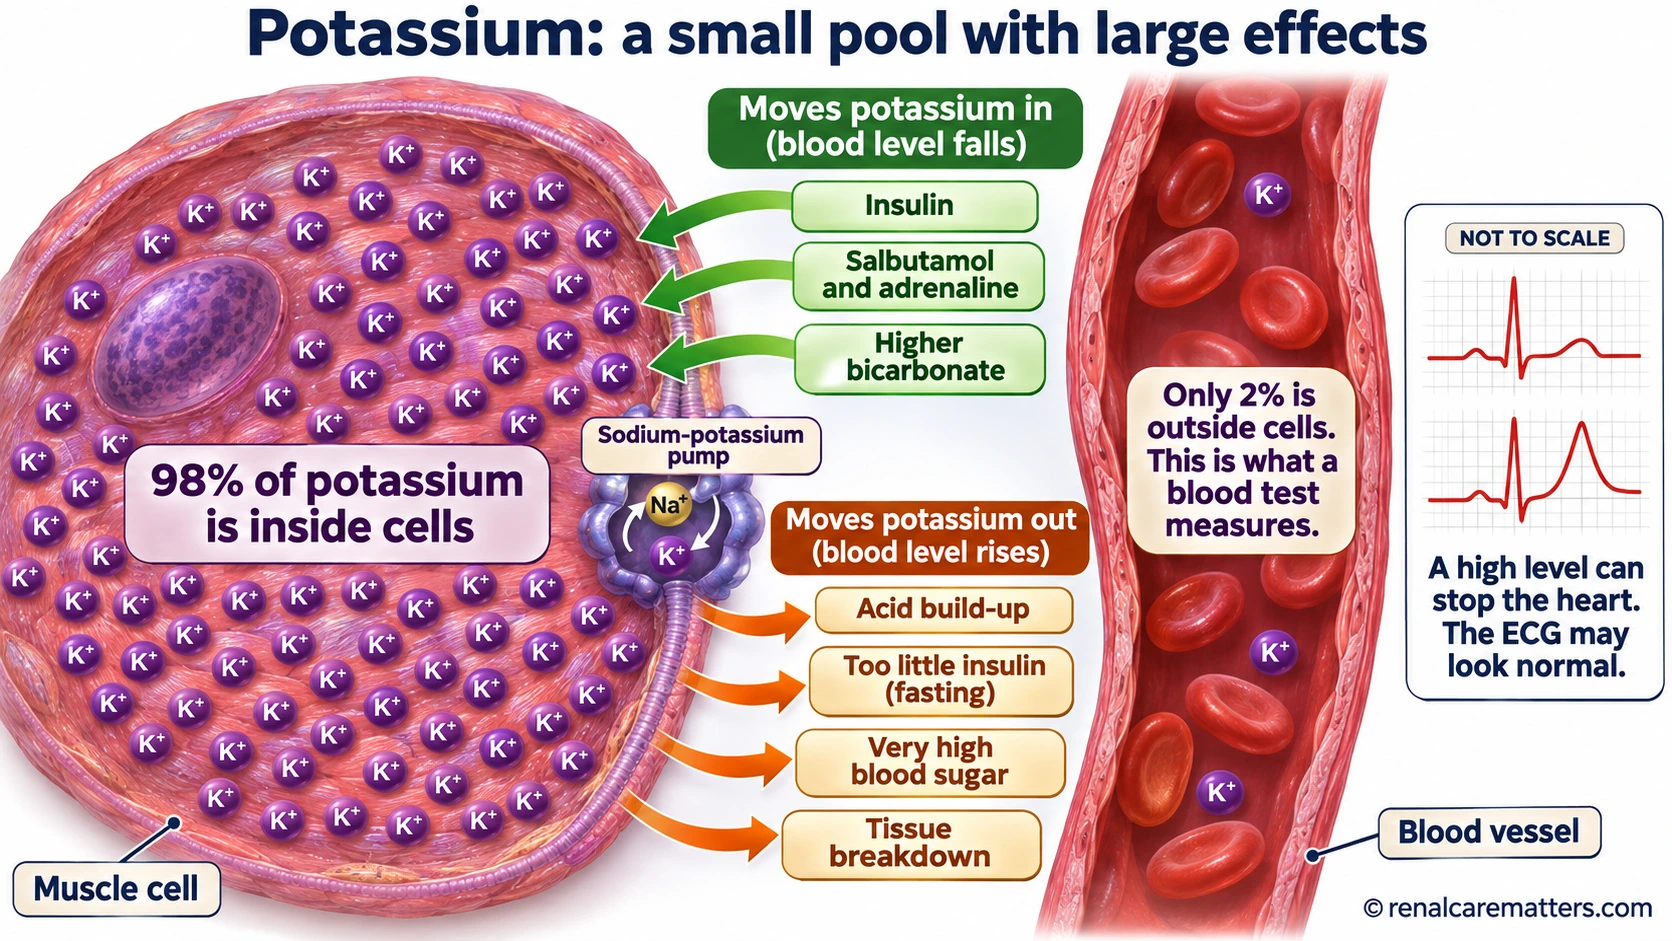 Potassium: a small pool with large effects
Moves potassium in
(blood level falls)
Insulin
Salbutamol
and adrenaline
Higher
bicarbonate
Sodium-potassium
pump
Na⁺
K⁺
98% of potassium
is inside cells
Moves potassium out
(blood level rises)
Acid build-up
Too little insulin
(fasting)
Very high
blood sugar
Tissue
breakdown
Muscle cell
K⁺
Only 2% is
outside cells.
This is what a
blood test
measures.
K⁺
K⁺
Blood vessel
NOT TO SCALE
A high level can
stop the heart.
The ECG may
look normal.
© renalcarematters.com